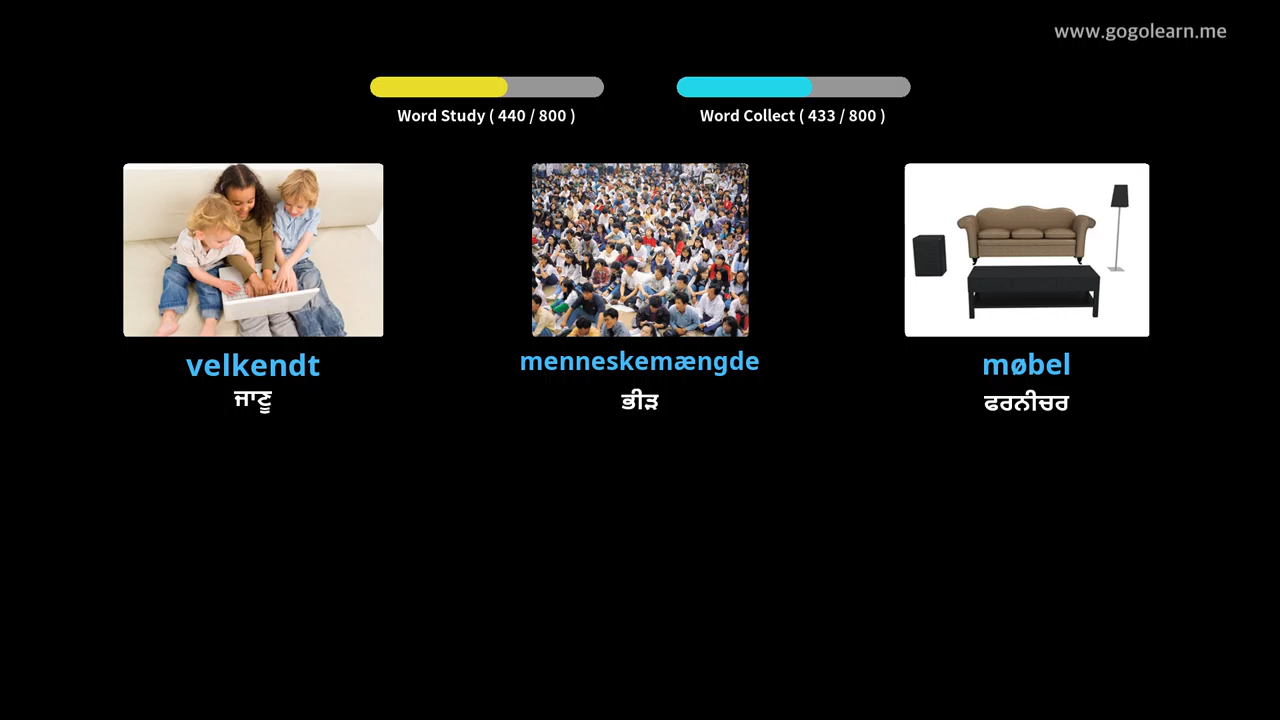 www.gogolearn.me
Word Study ( 440 / 800 )
Word Collect ( 433 / 800 )
velkendt
ਜਾਣੂ
menneskemængde
ਭੀੜ
møbel
ਫਰਨੀਚਰ